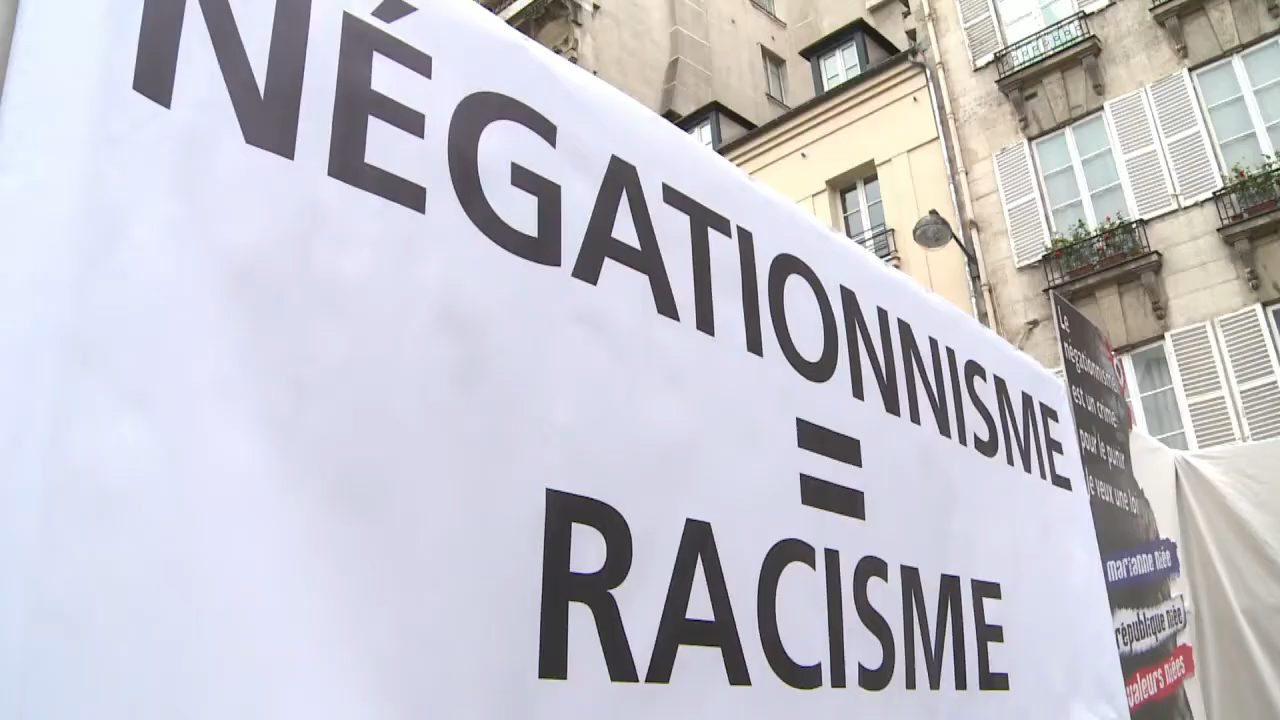 NÉGATIONNISME
=
RACISME
Le
négationnisme
est un crime
pour le punir
je veux une loi
marianne niée
république niée
valeurs niées